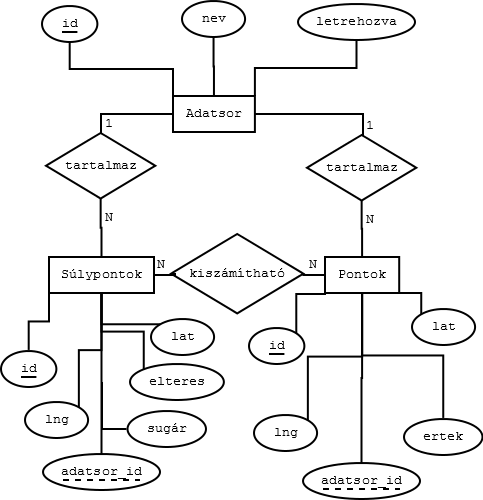 id
nev
letrehozva
Adatsor
1
1
tartalmaz
tartalmaz
N
N
Súlypontok
N
kiszámítható
N
Pontok
lat
id
lat
id
elteres
lng
sugár
lng
ertek
adatsor_id
adatsor_id